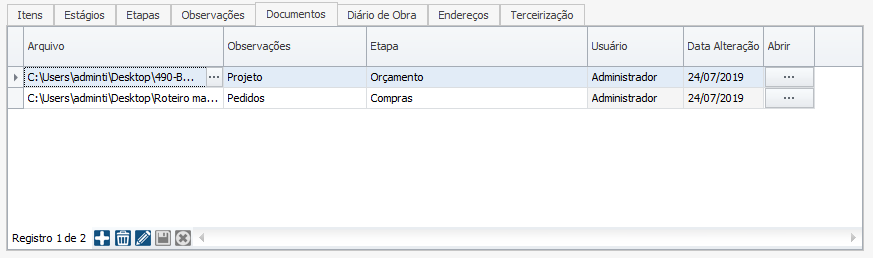 Itens Estágios Etapas Observações Documentos Diário de Obra Endereços Terceirização
Arquivo Observações Etapa Usuário Data Alteração Abrir
C:\Users\adminti\Desktop\490-B... ... Projeto Orçamento Administrador 24/07/2019 ...
C:\Users\adminti\Desktop\Roteiro ma... Pedidos Compras Administrador 24/07/2019 ...
Registro 1 de 2